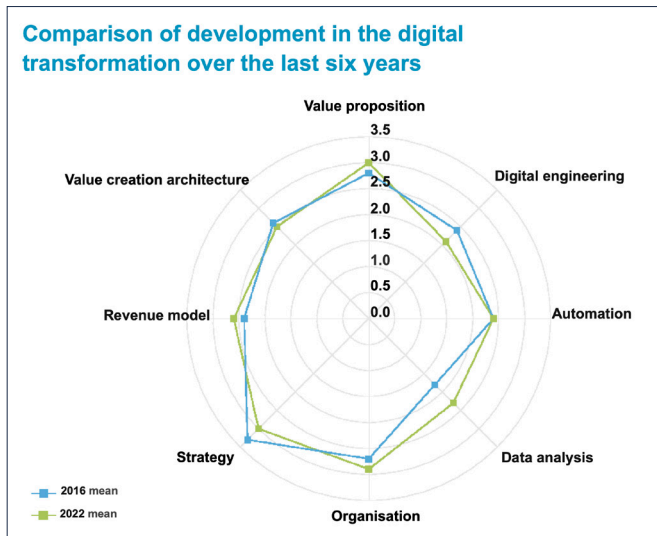 Comparison of development in the digital
transformation over the last six years
Value proposition
3.5
3.0
2.5
2.0
1.5
1.0
0.5
0.0
Digital engineering
Value creation architecture
Revenue model
Automation
Strategy
Data analysis
Organisation
2016 mean
2022 mean